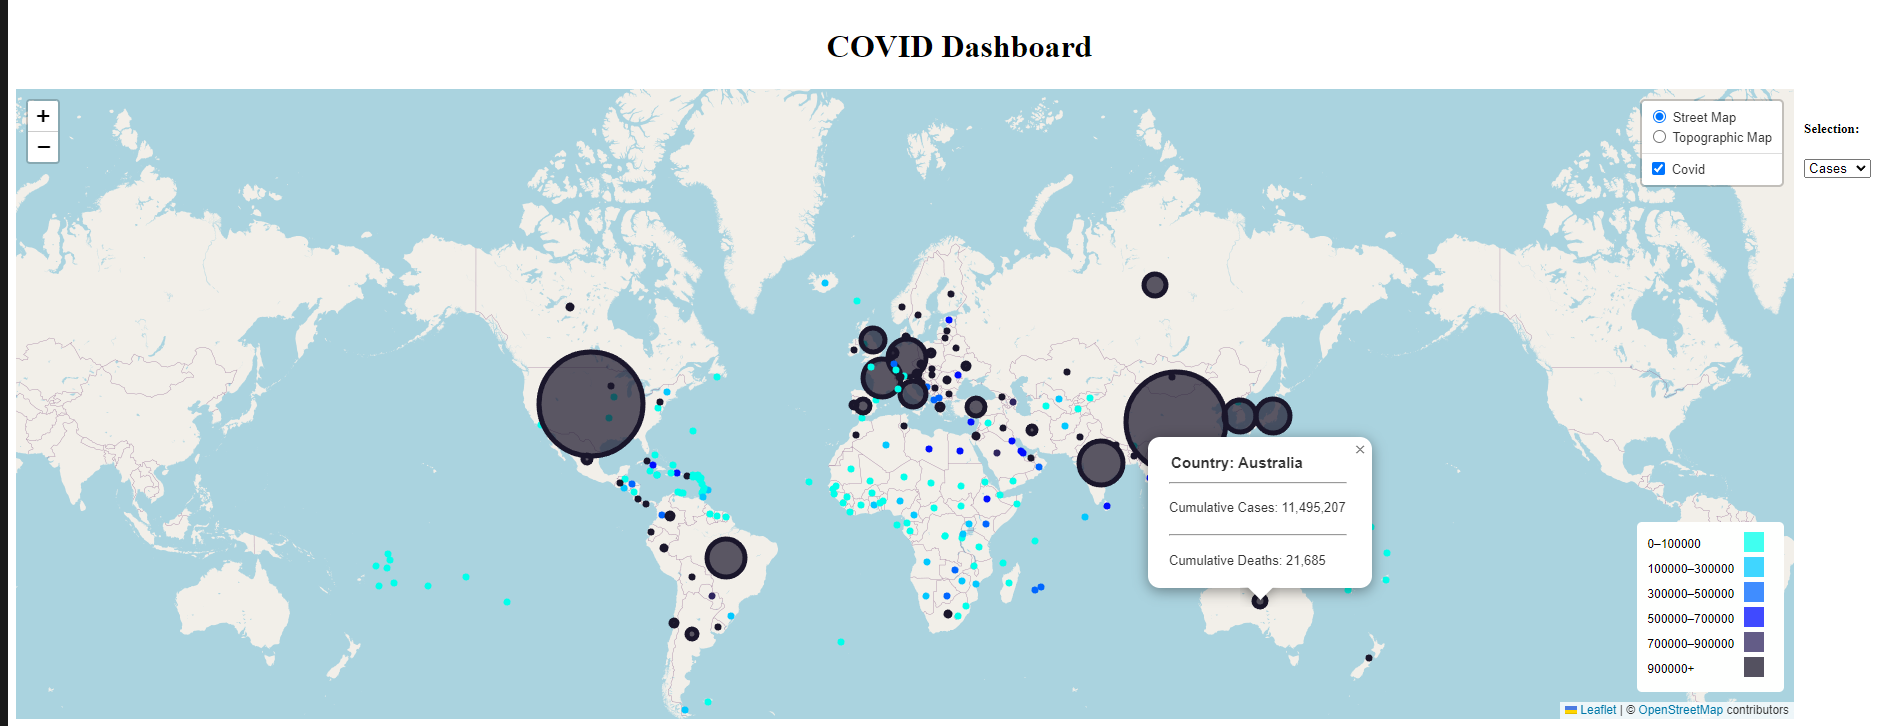 COVID Dashboard
+
−
Street Map
Topographic Map
Covid
Selection:
Cases
×
Country: Australia
Cumulative Cases: 11,495,207
Cumulative Deaths: 21,685
0–100000
100000–300000
300000–500000
500000–700000
700000–900000
900000+
Leaflet | © OpenStreetMap contributors